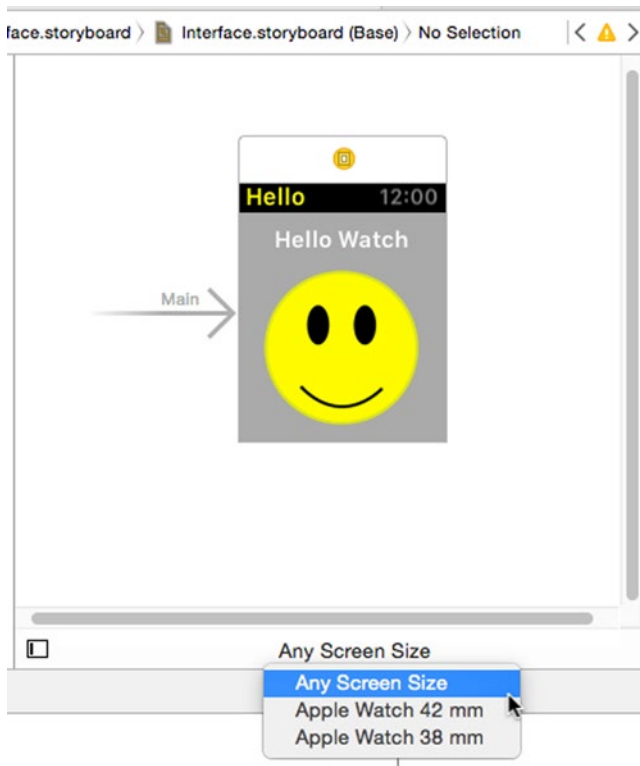 face.storyboard 〉 Interface.storyboard (Base) 〉 No Selection
Hello 12:00
Hello Watch
Main
Any Screen Size
Any Screen Size
Apple Watch 42 mm
Apple Watch 38 mm